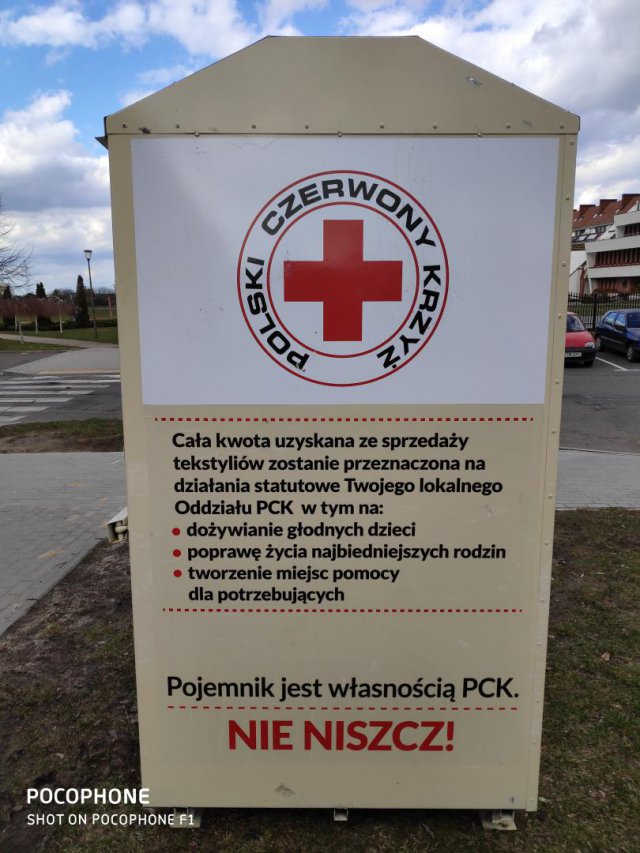 POLSKI CZERWONY KRZYŻ
Cała kwota uzyskana ze sprzedaży
tekstyliów zostanie przeznaczona na
działania statutowe Twojego lokalnego
Oddziału PCK w tym na:
• dożywianie głodnych dzieci
• poprawę życia najbiedniejszych rodzin
• tworzenie miejsc pomocy
dla potrzebujących
Pojemnik jest własnością PCK.
NIE NISZCZ!
POCOPHONE
SHOT ON POCOPHONE F1